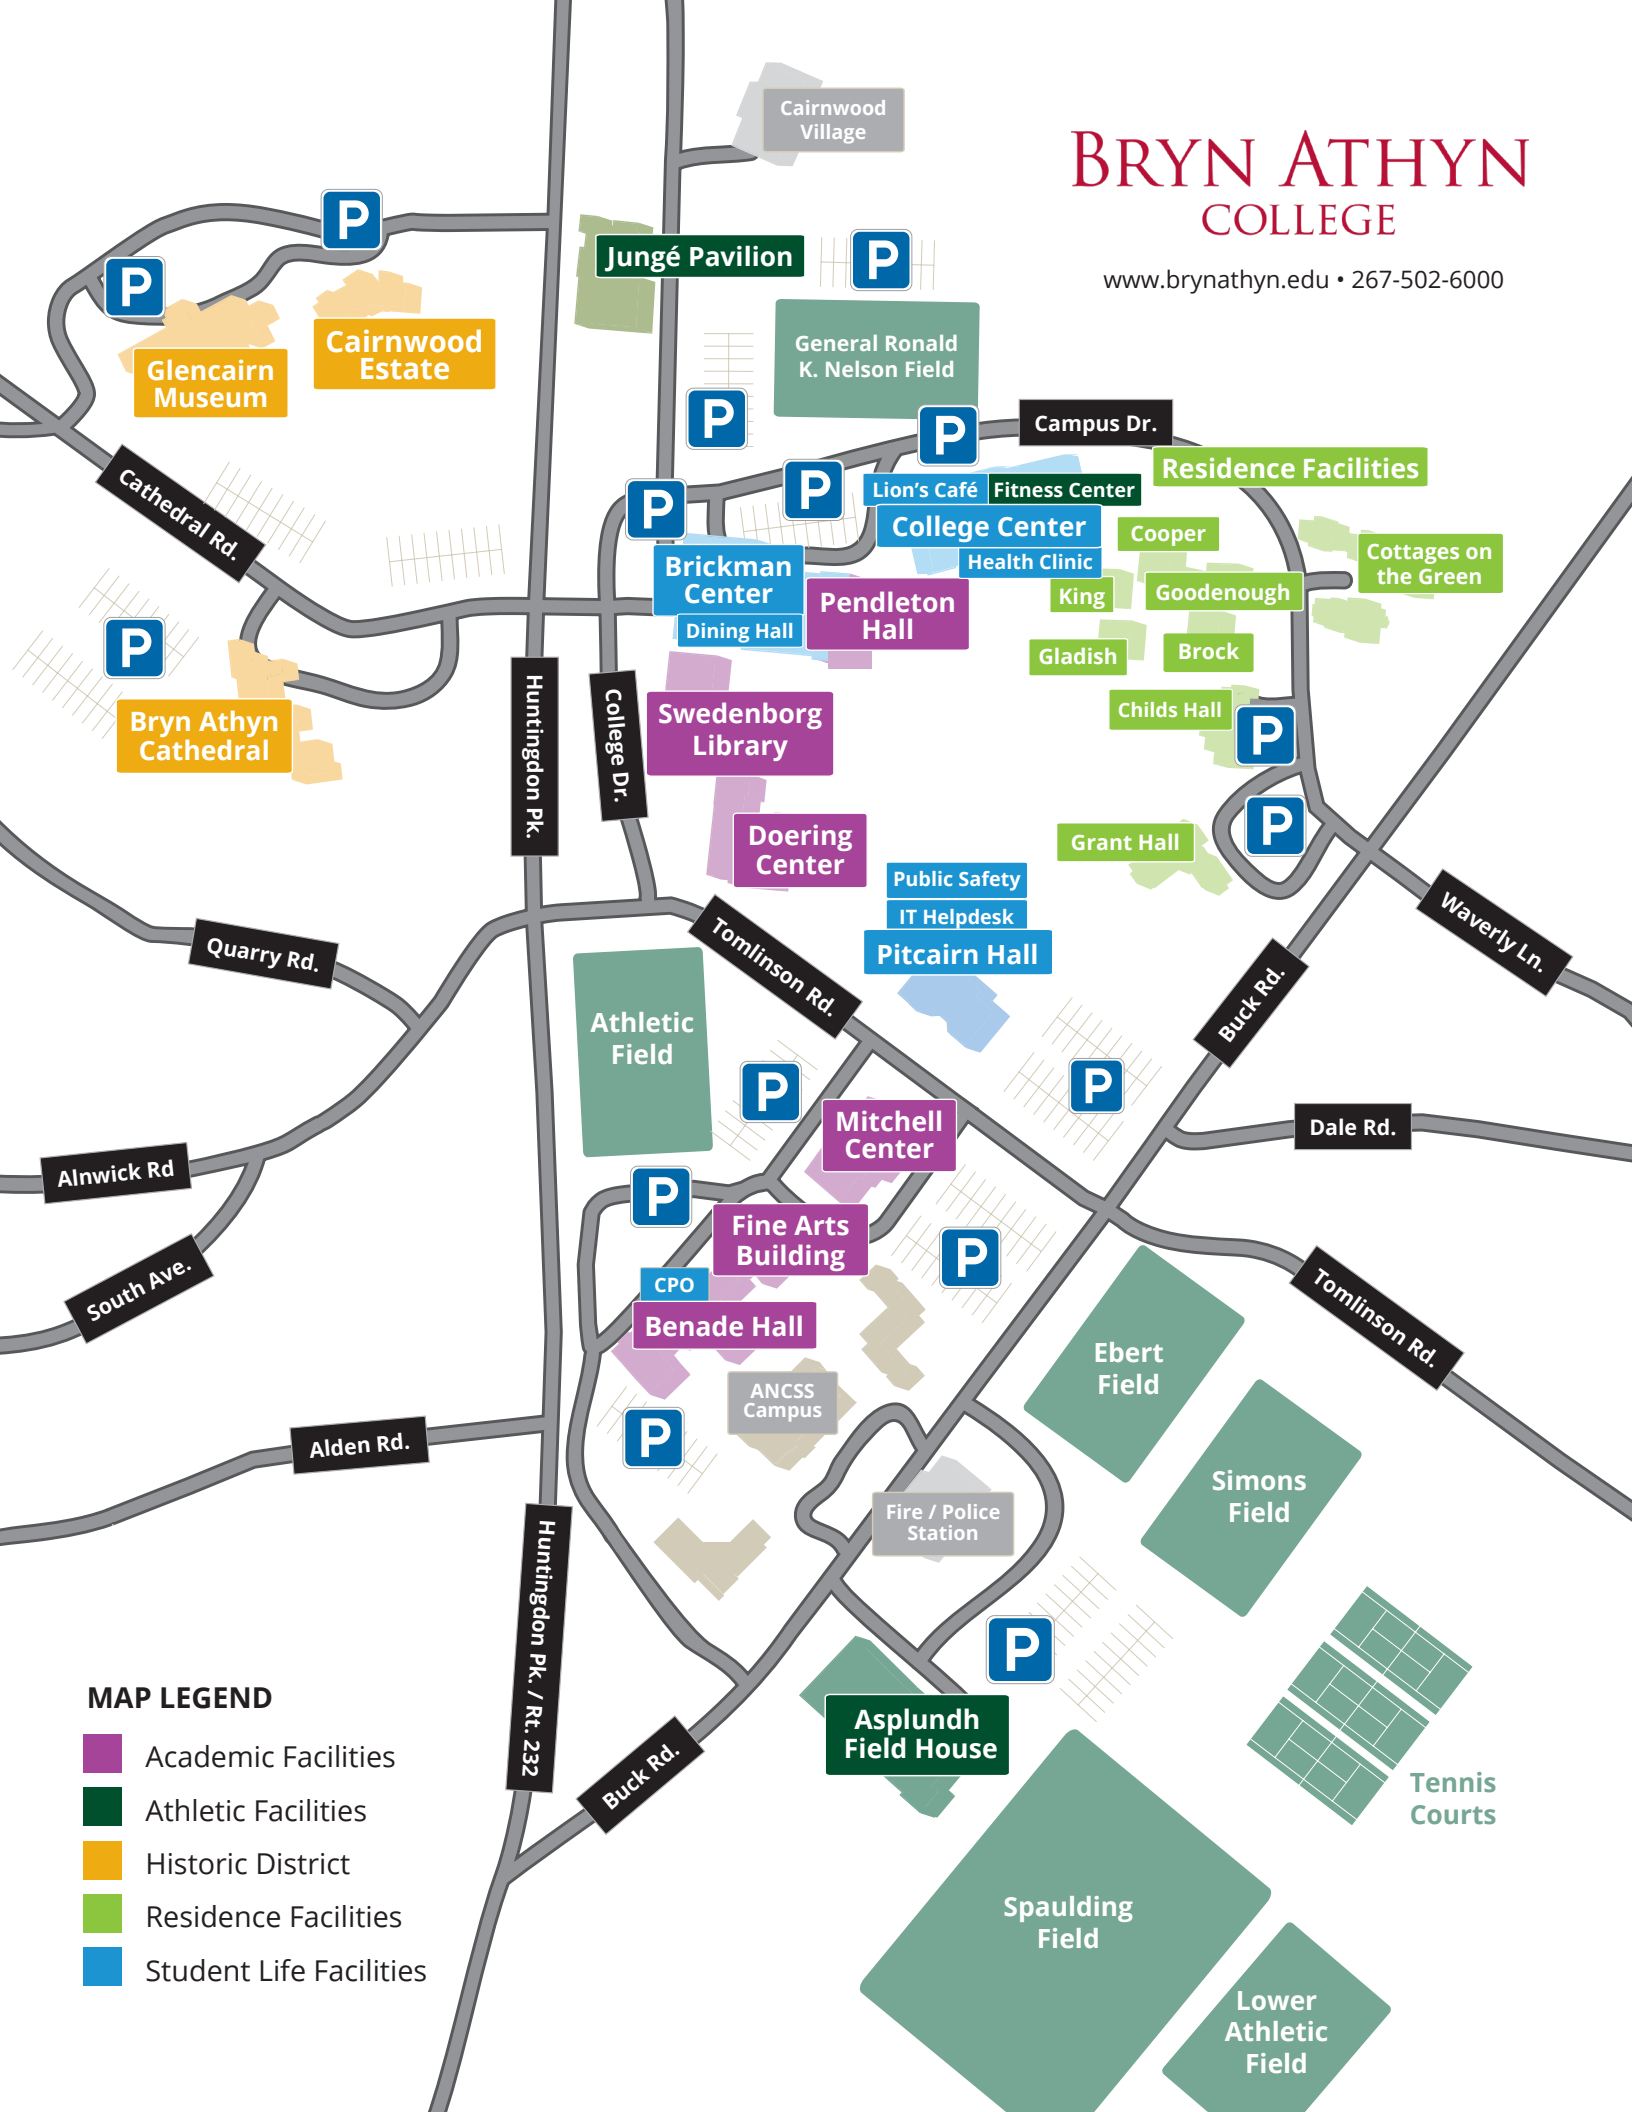 Cairnwood
Village
BRYN ATHYN
COLLEGE
www.brynathyn.edu • 267-502-6000
P
P
Jungé Pavilion
P
Glencairn
Museum
Cairnwood
Estate
General Ronald
K. Nelson Field
P
P
Campus Dr.
Residence Facilities
Cathedral Rd.
P
P
Lion's Café
Fitness Center
College Center
Health Clinic
Cooper
Cottages on
the Green
King
Goodenough
Gladish
Brock
Brickman
Center
Dining Hall
Pendleton
Hall
P
Bryn Athyn
Cathedral
Huntingdon Pk.
College Dr.
Swedenborg
Library
Childs Hall
P
Doering
Center
Grant Hall
P
Public Safety
IT Helpdesk
Pitcairn Hall
Waverly Ln.
Quarry Rd.
Tomlinson Rd.
Buck Rd.
Athletic
Field
P
P
Mitchell
Center
Dale Rd.
Alnwick Rd
P
Fine Arts
Building
P
South Ave.
CPO
Benade Hall
Tomlinson Rd.
Ebert
Field
ANCSS
Campus
P
Alden Rd.
Simons
Field
Fire / Police
Station
Huntingdon Pk. / Rt. 232
P
Asplundh
Field House
Buck Rd.
Tennis
Courts
MAP LEGEND
Academic Facilities
Athletic Facilities
Historic District
Residence Facilities
Student Life Facilities
Spaulding
Field
Lower
Athletic
Field